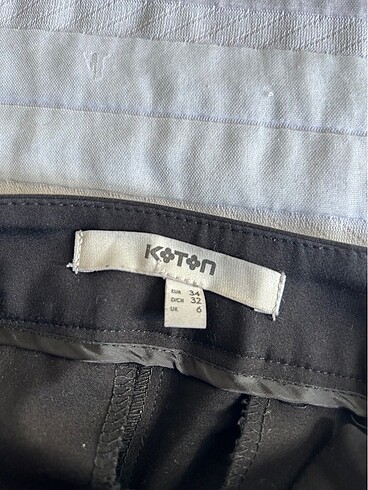 KOTON
EUR 34
D/CH 32
UK 6